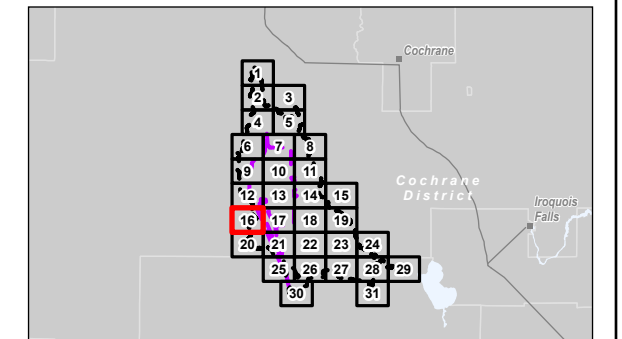 Cochrane
1
2 3
4 5
6 7 8
9 10 11
Cochrane
District
12 13 14 15
Iroquois
Falls
16 17 18 19
20 21 22 23 24
25 26 27 28 29
30 31